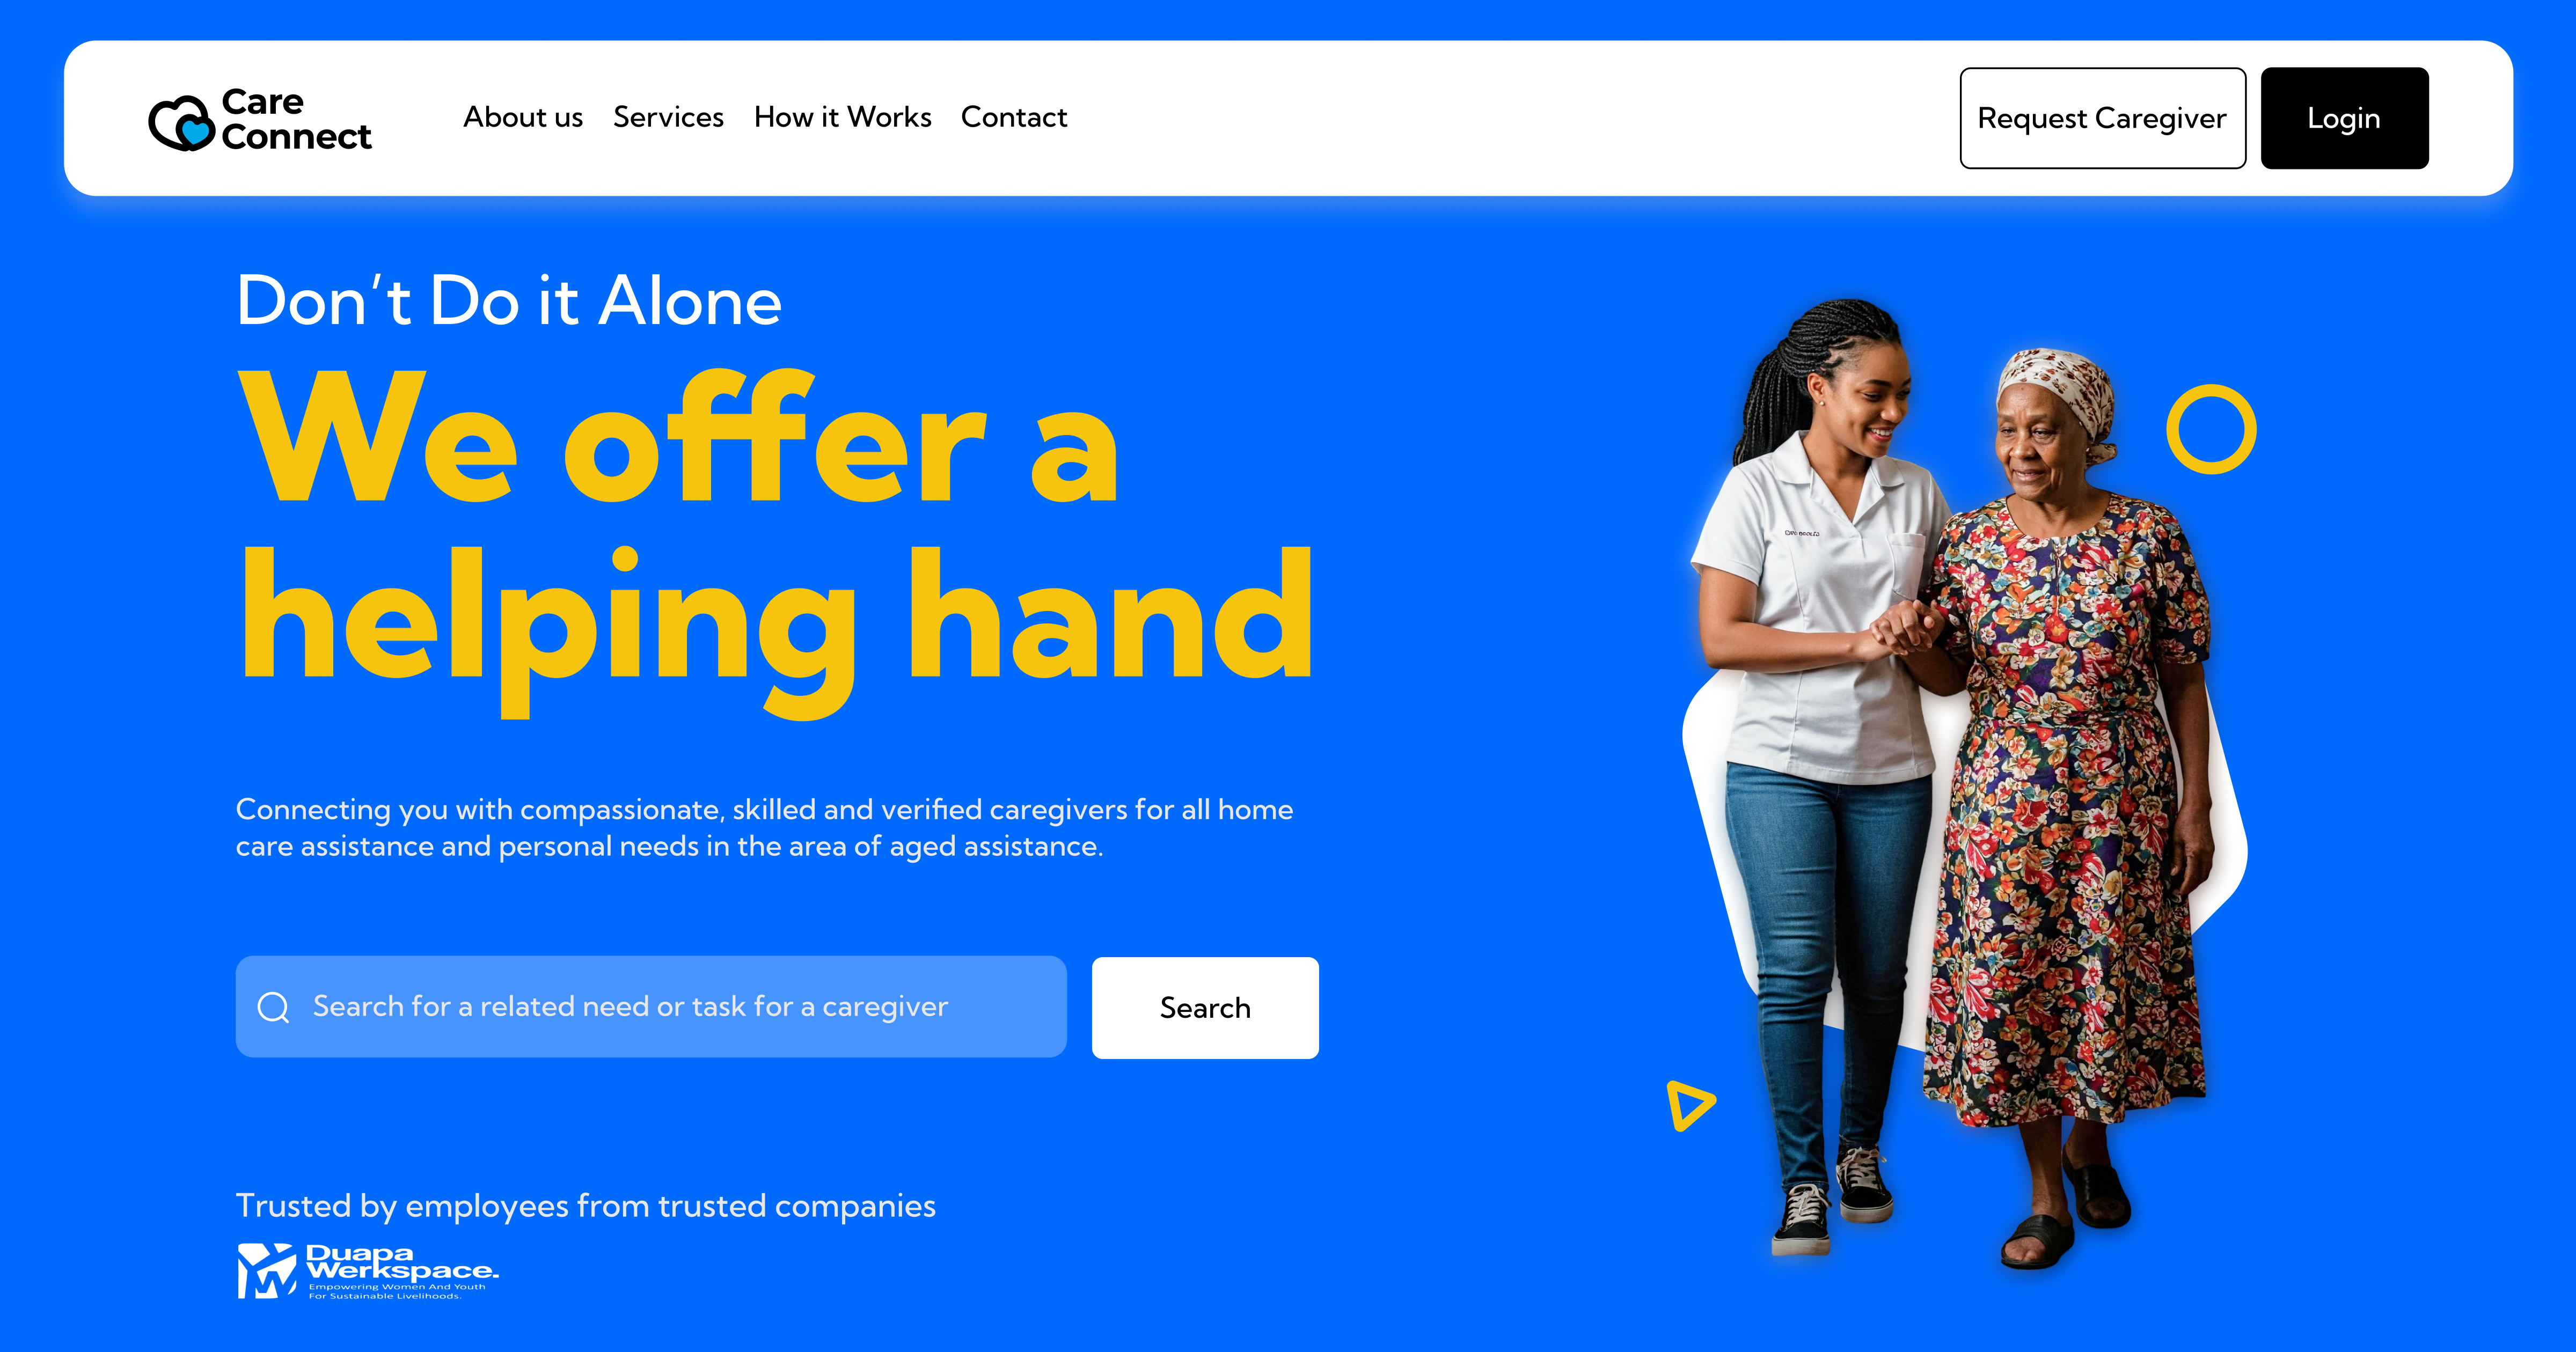 Care
Connect
About us
Services
How it Works
Contact
Request Caregiver
Login
Don’t Do it Alone
We offer a
helping hand
Connecting you with compassionate, skilled and verified caregivers for all home
care assistance and personal needs in the area of aged assistance.
Search for a related need or task for a caregiver
Search
Trusted by employees from trusted companies
Duapa
Werkspace.
Empowering Women And Youth
For Sustainable Livelihoods.